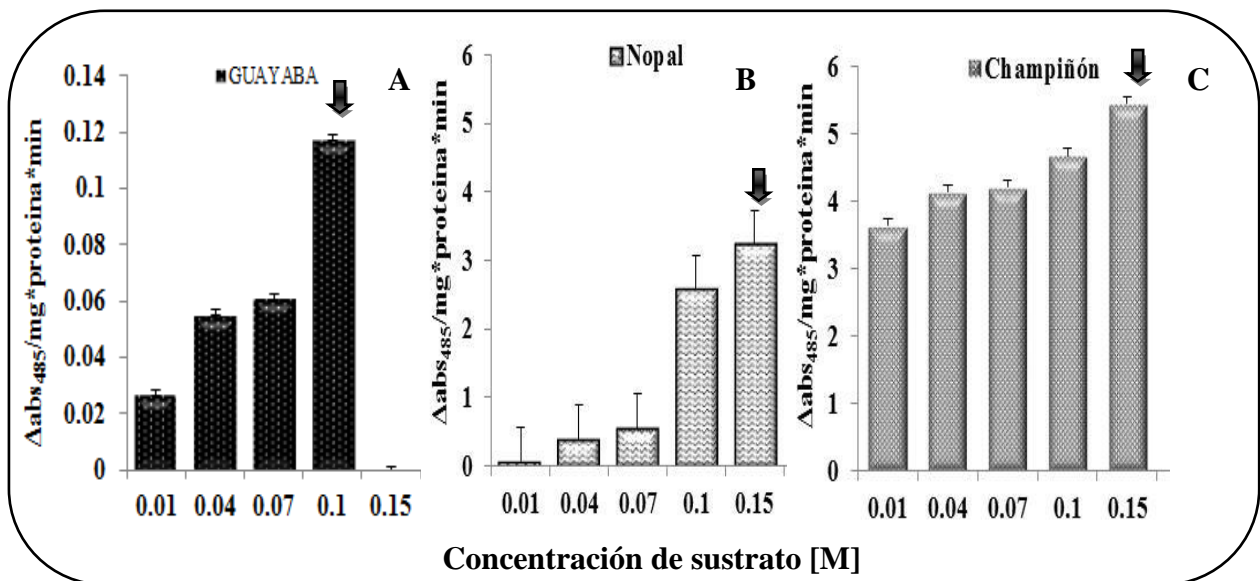 GUAYABA
A
Δabs485/mg*proteina*min
0.14
0.12
0.1
0.08
0.06
0.04
0.02
0
0.01 0.04 0.07 0.1 0.15
Nopal
B
Δabs485/mg*proteina*min
6
5
4
3
2
1
0
0.01 0.04 0.07 0.1 0.15
Champiñón
C
Δabs485/mg*proteina*min
6
5
4
3
2
1
0
0.01 0.04 0.07 0.1 0.15
Concentración de sustrato [M]